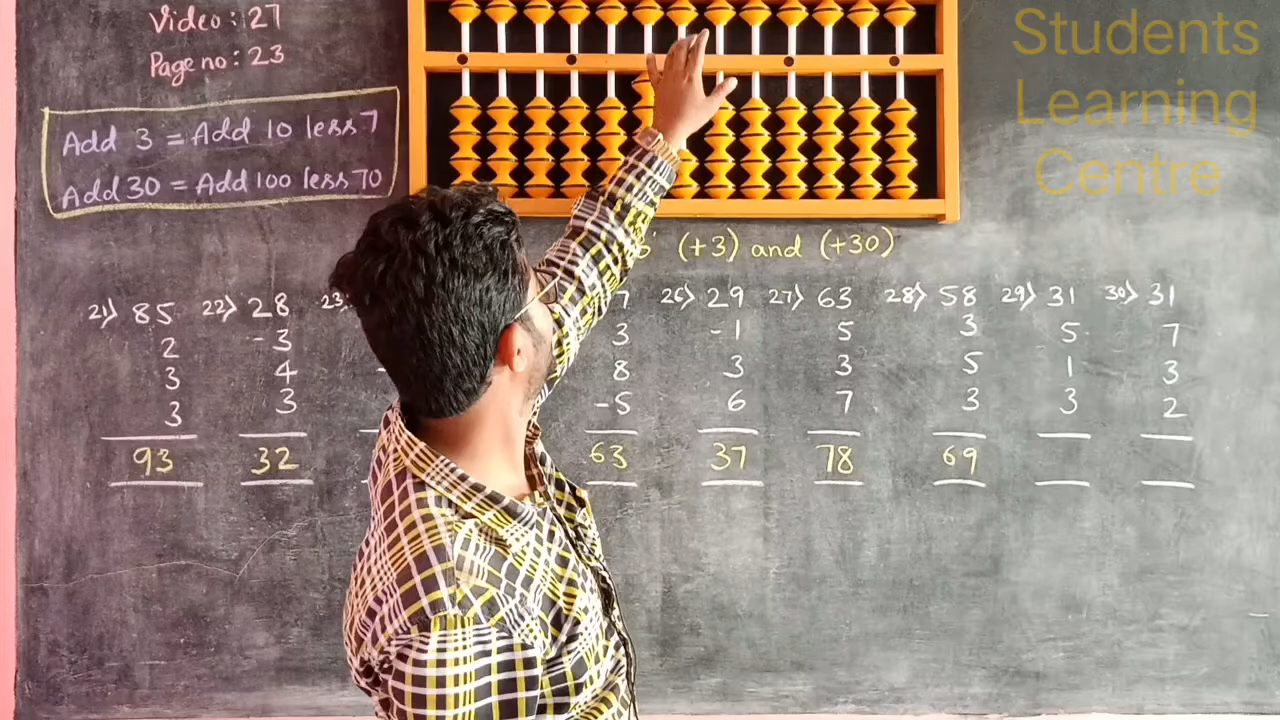 Video: 27
Page no: 23
Students
Learning
Centre
Add 3 = Add 10 less 7
Add 30 = Add 100 less 70
(+3) and (+30)
21) 85 22) 28 23) 7 26) 29 27) 63 28) 58 29) 31 30) 31
2 -3 3 -1 5 3 5 7
3 4 8 3 3 5 1 3
3 3 -5 6 7 3 3 2
93 32 63 37 78 69